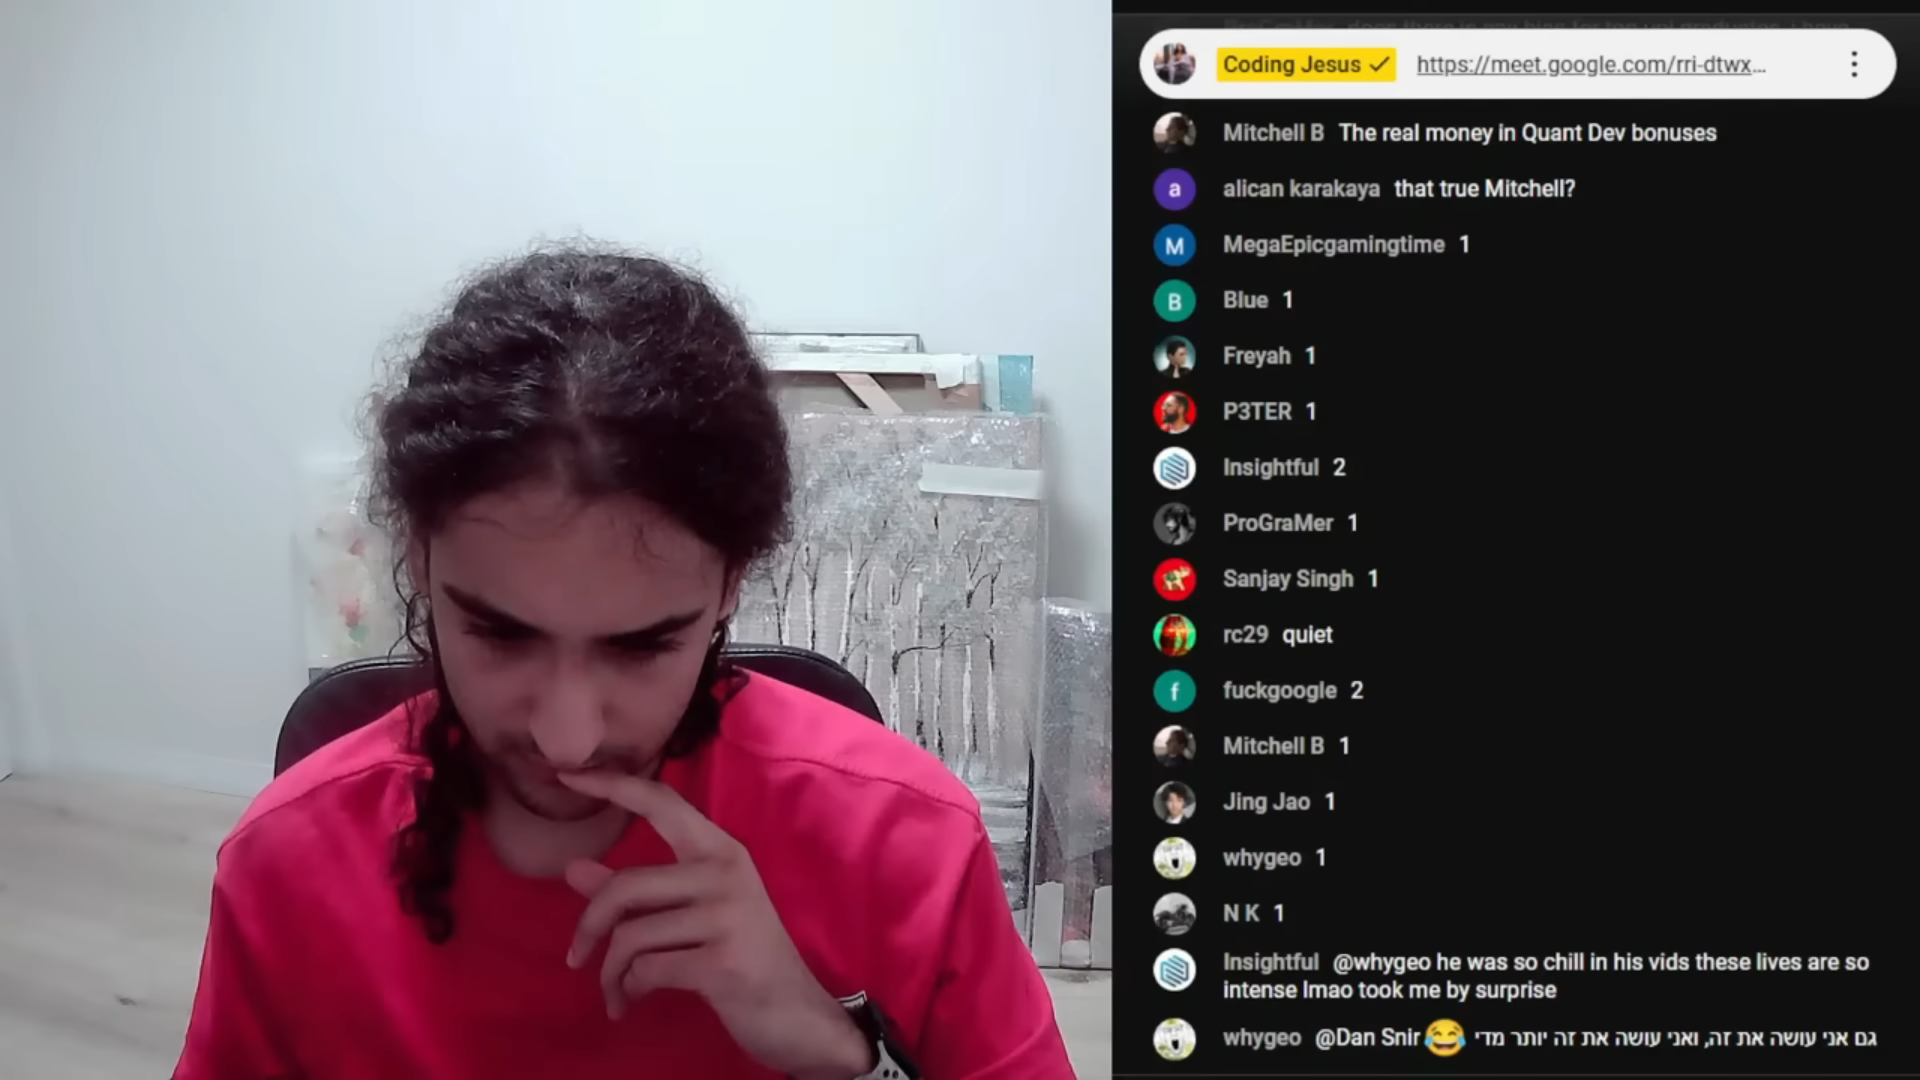 Coding Jesus https://meet.google.com/rri-dtwx...
Mitchell B The real money in Quant Dev bonuses
a alican karakaya that true Mitchell?
M MegaEpicgamingtime 1
B Blue 1
Freyah 1
P3TER 1
Insightful 2
ProGraMer 1
Sanjay Singh 1
rc29 quiet
f fuckgoogle 2
Mitchell B 1
Jing Jao 1
whygeo 1
N K 1
Insightful @whygeo he was so chill in his vids these lives are so
intense lmao took me by surprise
whygeo @Dan Snir😂 גם אני עושה את זה, ואני עושה את זה יותר מדי